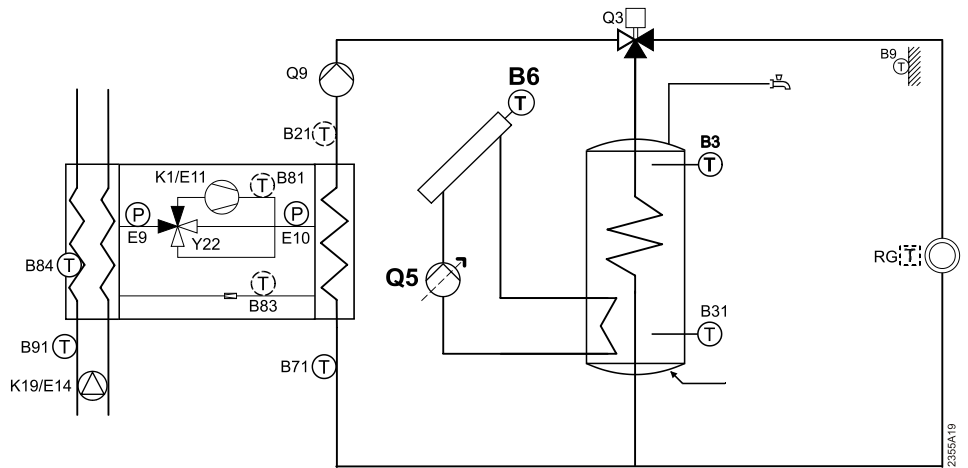 Q3
B9
T
Q9
B6
T
B21
T
B3
T
K1/E11
T
B81
P
P
E9
Y22
E10
RG
T
B84
T
T
B83
Q5
B31
T
B91
T
B71
T
K19/E14
2355A19